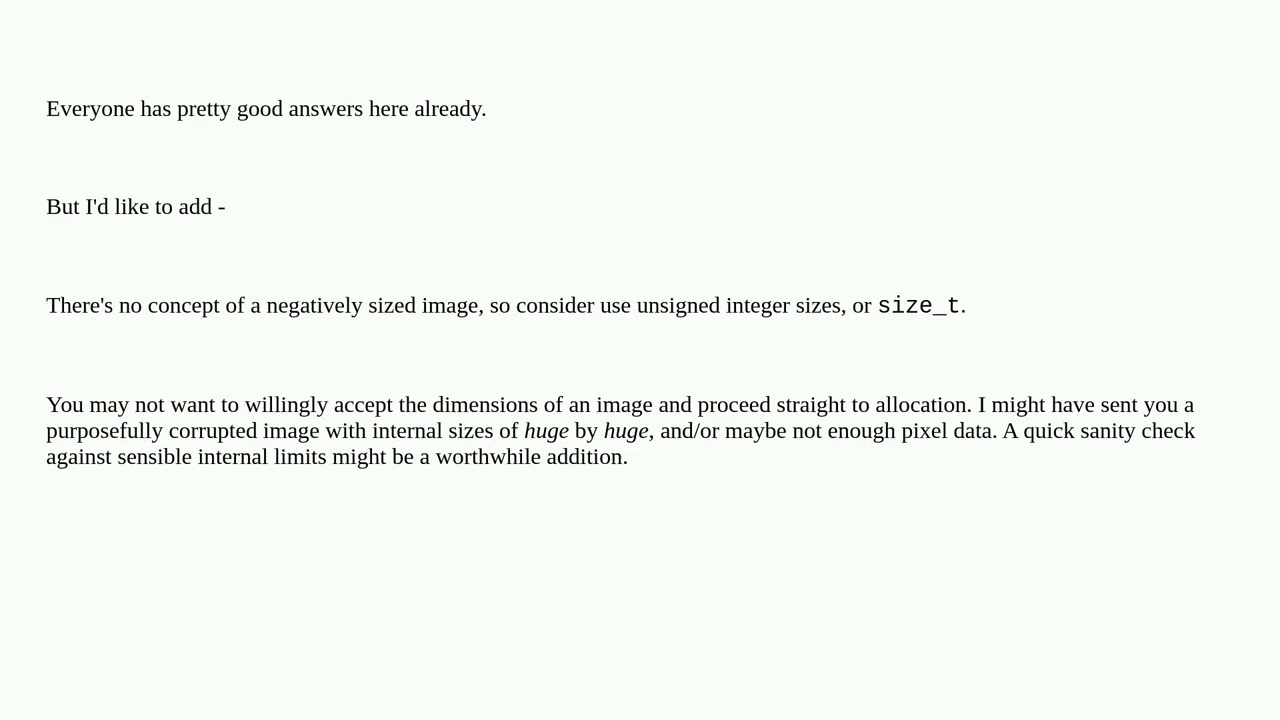 Everyone has pretty good answers here already.
But I'd like to add -
There's no concept of a negatively sized image, so consider use unsigned integer sizes, or size_t.
You may not want to willingly accept the dimensions of an image and proceed straight to allocation. I might have sent you a
purposefully corrupted image with internal sizes of huge by huge, and/or maybe not enough pixel data. A quick sanity check
against sensible internal limits might be a worthwhile addition.